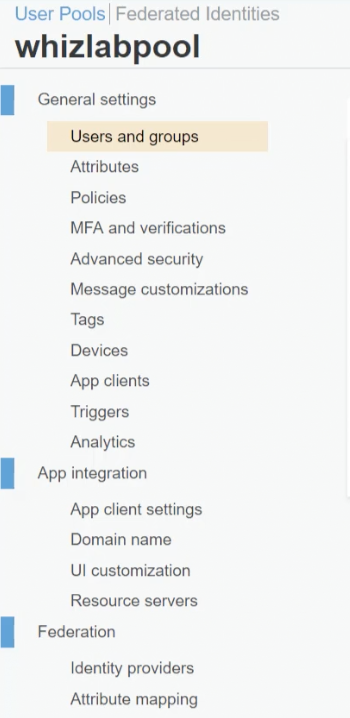 User Pools | Federated Identities
whizlabpool
General settings
Users and groups
Attributes
Policies
MFA and verifications
Advanced security
Message customizations
Tags
Devices
App clients
Triggers
Analytics
App integration
App client settings
Domain name
UI customization
Resource servers
Federation
Identity providers
Attribute mapping